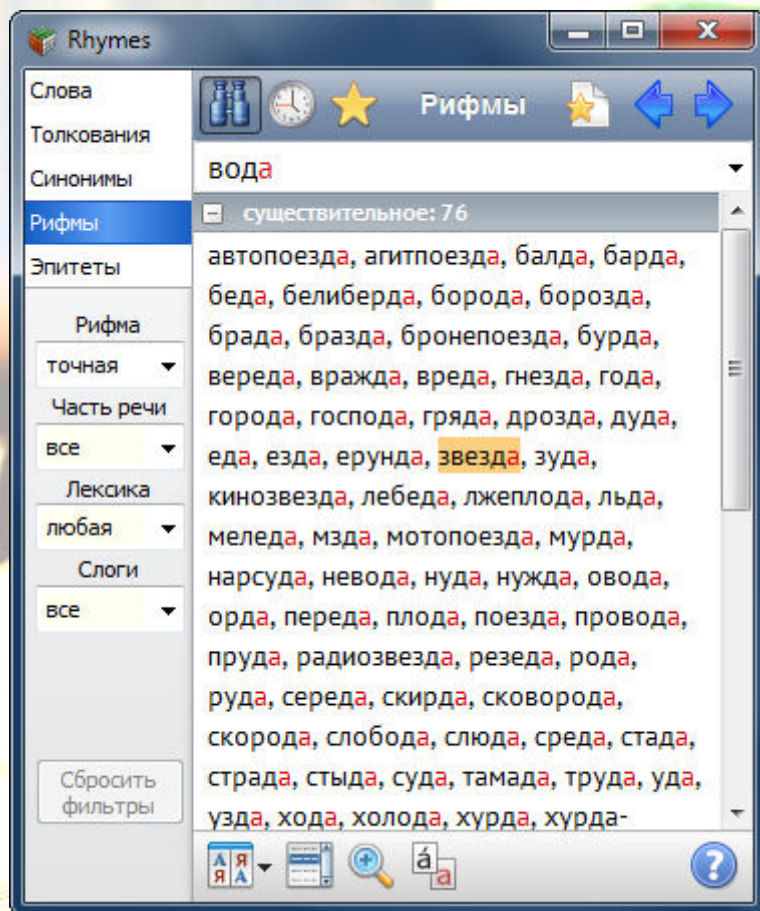 Rhymes
Слова
Толкования
Синонимы
Рифмы
Эпитеты
Рифма
точная
Часть речи
все
Лексика
любая
Слоги
все
Сбросить
фильтры
Рифмы
вода
существительное: 76
автопоезда, агитпоезда, балда, барда,
беда, белиберда, борода, борозда,
брада, бразда, бронепоезда, бурда,
вереда, вражда, вреда, гнезда, года,
города, господа, гряда, дрозда, дуда,
еда, езда, ерунда, звезда, зуда,
кинозвезда, лебеда, лжеплода, льда,
меледа, мзда, мотопоезда, мурда,
нарсуда, невода, нуда, нужда, овода,
орда, переда, плода, поезда, провода,
пруда, радиозвезда, резеда, рода,
руда, середа, скирда, сковорода,
скорода, слобода, слюда, среда, стада,
страда, стыда, суда, тамада, труда, уда,
узда, хода, холода, хурда, хурда-
А Я
Я А
á
a
?